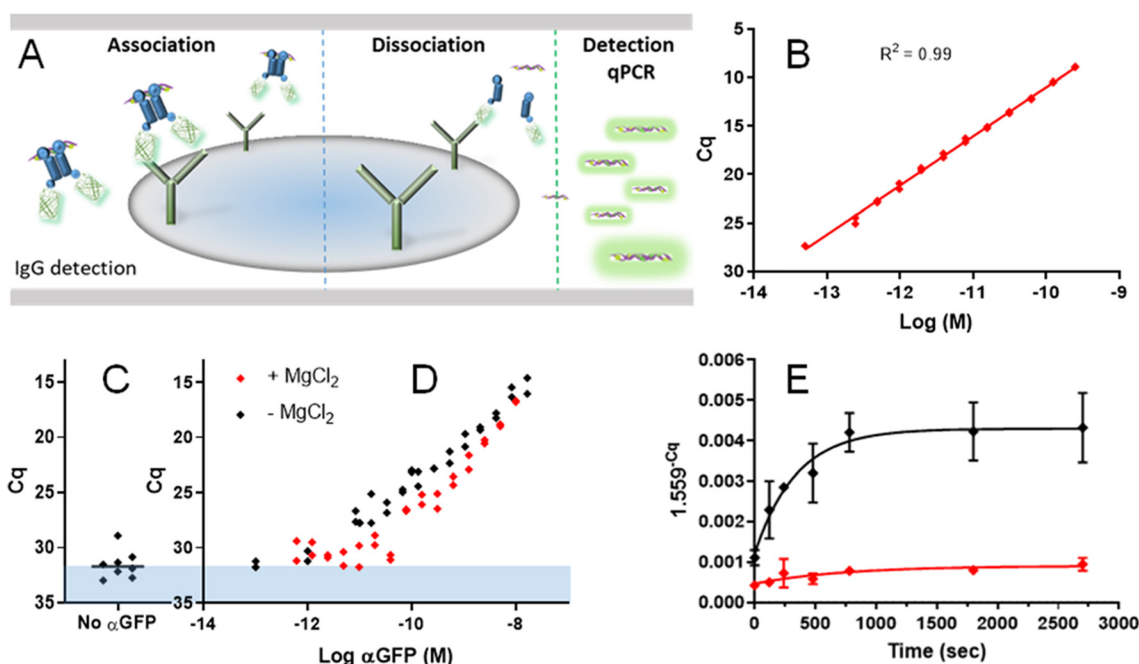 A
Association
Dissociation
Detection
qPCR
IgG detection
B
R² = 0.99
Cq
5
10
15
20
25
30
-14
-13
-12
-11
-10
-9
Log (M)
C
Cq
15
20
25
30
35
No αGFP
D
+ MgCl₂
- MgCl₂
Cq
15
20
25
30
35
-14
-12
-10
-8
Log αGFP (M)
E
1.559⁻ᶜᑫ
0.006
0.005
0.004
0.003
0.002
0.001
0.000
0
500
1000
1500
2000
2500
3000
Time (sec)